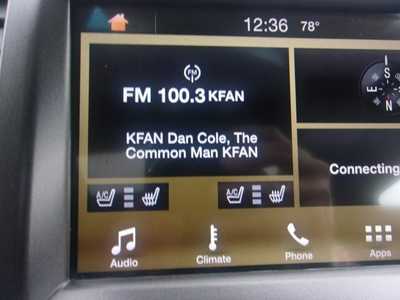 12:36 78°
FM
FM 100.3 KFAN
KFAN Dan Cole, The
Common Man KFAN
S
E
N
Connecting
A/C A/C
Audio Climate Phone Apps